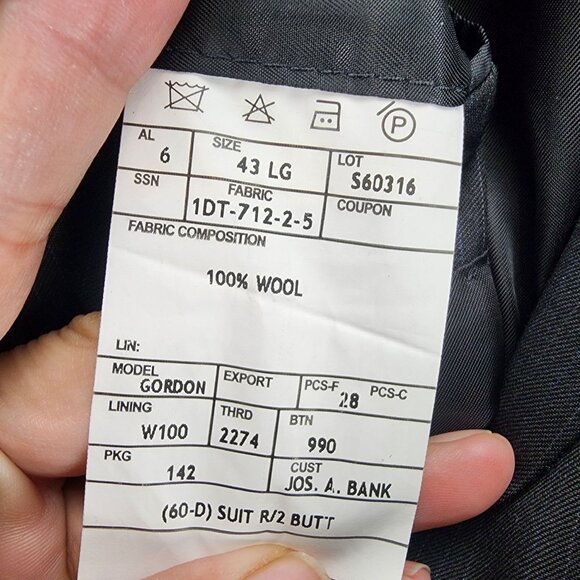 P
AL SIZE LOT
6 43 LG S60316
SSN FABRIC COUPON
1DT-712-2-5
FABRIC COMPOSITION
100% WOOL
LIN:
MODEL EXPORT PCS-F PCS-C
GORDON 28
LINING THRD BTN
W100 2274 990
PKG CUST
142 JOS. A. BANK
(60-D) SUIT R/2 BUTT